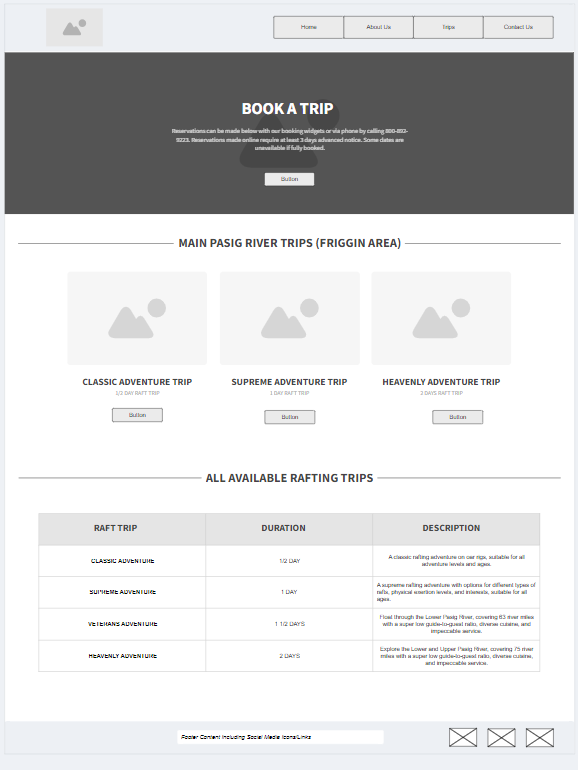 Home About Us Trips Contact Us
BOOK A TRIP
Reservations can be made below with our booking widgets or via phone by calling 800-892-
9223. Reservations made online require at least 3 days advanced notice. Some dates are
unavailable if fully booked.
Button
MAIN PASIG RIVER TRIPS (FRIGGIN AREA)
CLASSIC ADVENTURE TRIP SUPREME ADVENTURE TRIP HEAVENLY ADVENTURE TRIP
1/2 DAY RAFT TRIP 1 DAY RAFT TRIP 2 DAYS RAFT TRIP
Button Button Button
ALL AVAILABLE RAFTING TRIPS
RAFT TRIP DURATION DESCRIPTION
CLASSIC ADVENTURE 1/2 DAY A classic rafting adventure on oar rigs, suitable for all
adventure levels and ages.
SUPREME ADVENTURE 1 DAY A supreme rafting adventure with options for different types of
rafts, physical exertion levels, and interests, suitable for all
ages.
VETERANS ADVENTURE 1 1/2 DAYS Float through the Lower Pasig River, covering 63 river miles
with a super low guide-to-guest ratio, diverse cuisine, and
impeccable service.
HEAVENLY ADVENTURE 2 DAYS Explore the Lower and Upper Pasig River, covering 75 river
miles with a super low guide-to-guest ratio, diverse cuisine,
and impeccable service.
Footer Content Including Social Media Icons/Links